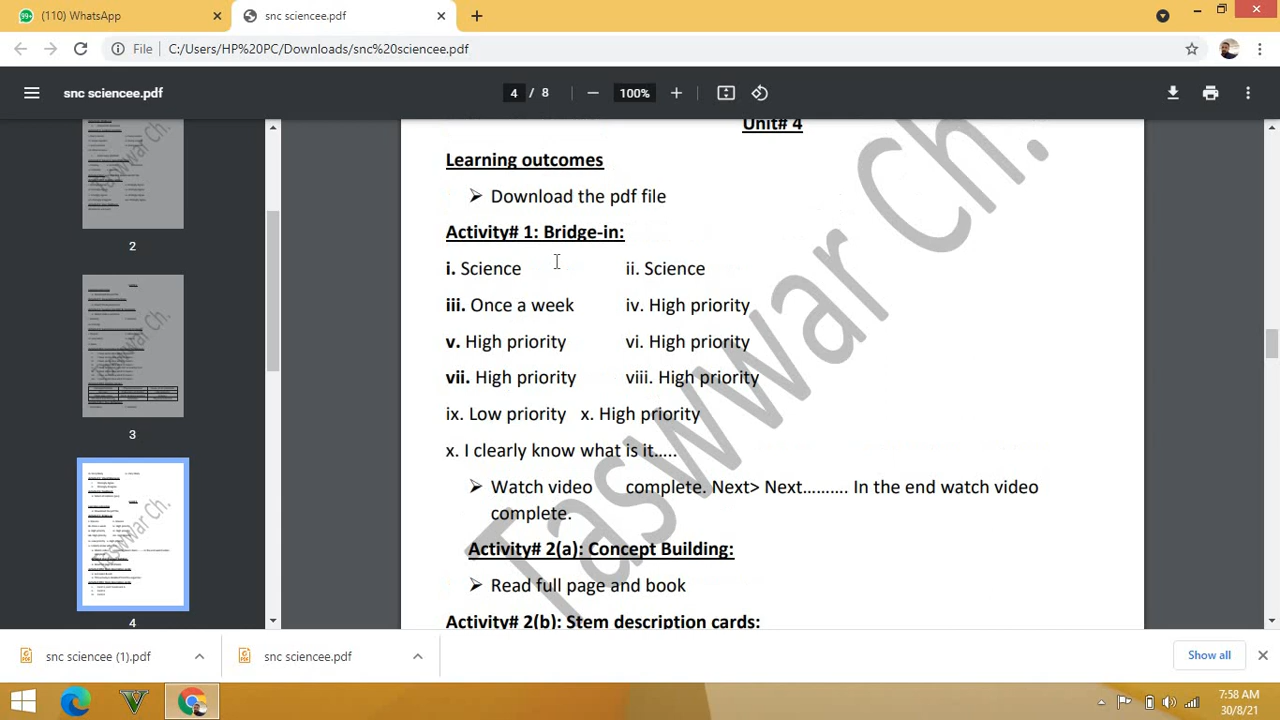 (110) WhatsApp
snc sciencee.pdf
File C:/Users/HP%20PC/Downloads/snc%20sciencee.pdf
snc sciencee.pdf
4 / 8
100%
Unit# 4
Learning outcomes
➢ Download the pdf file
Activity# 1: Bridge-in:
i. Science ii. Science
iii. Once a week iv. High priority
v. High priority vi. High priority
vii. High priority viii. High priority
ix. Low priority x. High priority
x. I clearly know what is it.....
➢ Watch video complete. Next> Next.......... In the end watch video
complete.
Activity# 2(a): Concept Building:
➢ Read full page and book
Activity# 2(b): Stem description cards:
Taswwar Ch.
2
3
4
snc sciencee (1).pdf
snc sciencee.pdf
Show all
7:58 AM
30/8/21